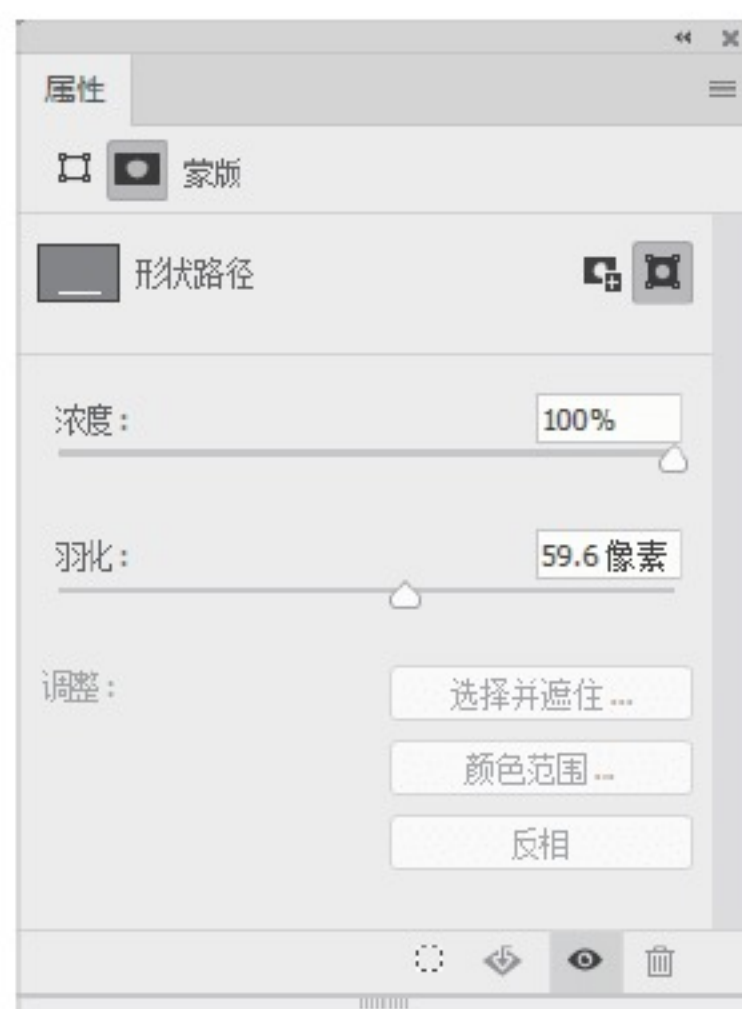 属性
蒙版
形状路径
浓度： 100%
羽化： 59.6 像素
调整： 选择并遮住...
颜色范围...
反相